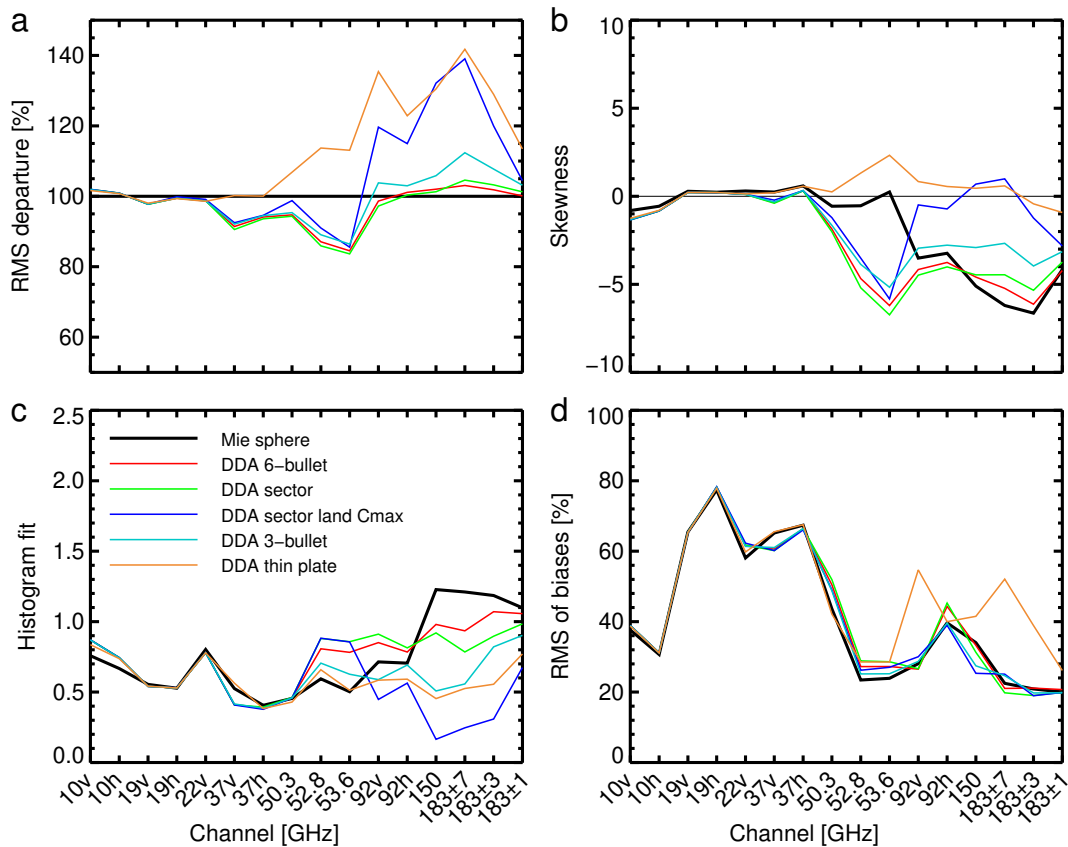 a
RMS departure [%]
140
120
100
80
60
b
Skewness
10
5
0
−5
−10
c
Histogram fit
2.5
2.0
1.5
1.0
0.5
0.0
Mie sphere
DDA 6−bullet
DDA sector
DDA sector land Cmax
DDA 3−bullet
DDA thin plate
10v
10h
19v
19h
22v
37v
37h
50.3
52.8
53.6
92v
92h
150
183±7
183±3
183±1
Channel [GHz]
d
RMS of biases [%]
100
80
60
40
20
0
10v
10h
19v
19h
22v
37v
37h
50.3
52.8
53.6
92v
92h
150
183±7
183±3
183±1
Channel [GHz]